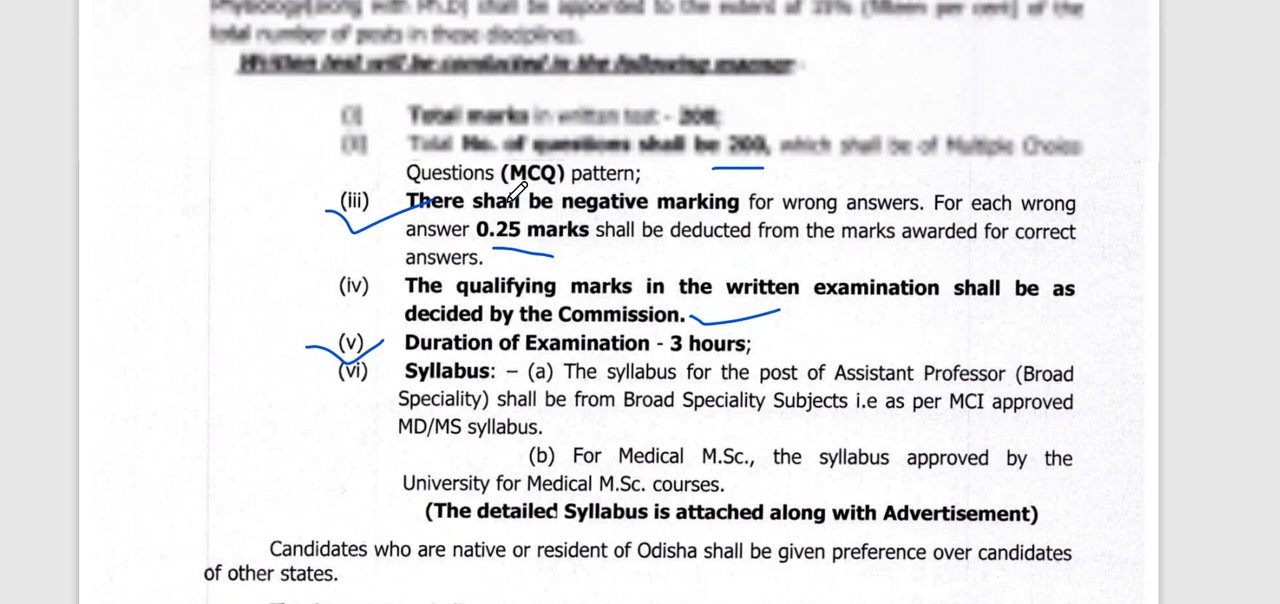 total number of posts in these disciplines.
Written test will be conducted in the following manner
(i) Total marks in written test - 200;
(ii) Total No. of questions shall be 200, which shall be of Multiple Choice
Questions (MCQ) pattern;
(iii) There shall be negative marking for wrong answers. For each wrong
answer 0.25 marks shall be deducted from the marks awarded for correct
answers.
(iv) The qualifying marks in the written examination shall be as
decided by the Commission.
(v) Duration of Examination - 3 hours;
(vi) Syllabus: – (a) The syllabus for the post of Assistant Professor (Broad
Speciality) shall be from Broad Speciality Subjects i.e as per MCI approved
MD/MS syllabus.
(b) For Medical M.Sc., the syllabus approved by the
University for Medical M.Sc. courses.
(The detailed Syllabus is attached along with Advertisement)
Candidates who are native or resident of Odisha shall be given preference over candidates
of other states.